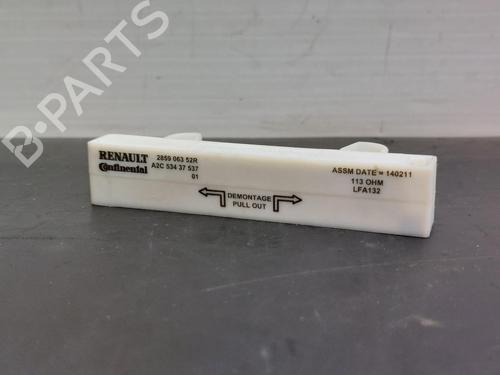 B-PARTS
RENAULT 2859 063 52R
Continental A2C 534 37 537
01
DEMONTAGE
PULL OUT
ASSM DATE = 140211
113 OHM
LFA132